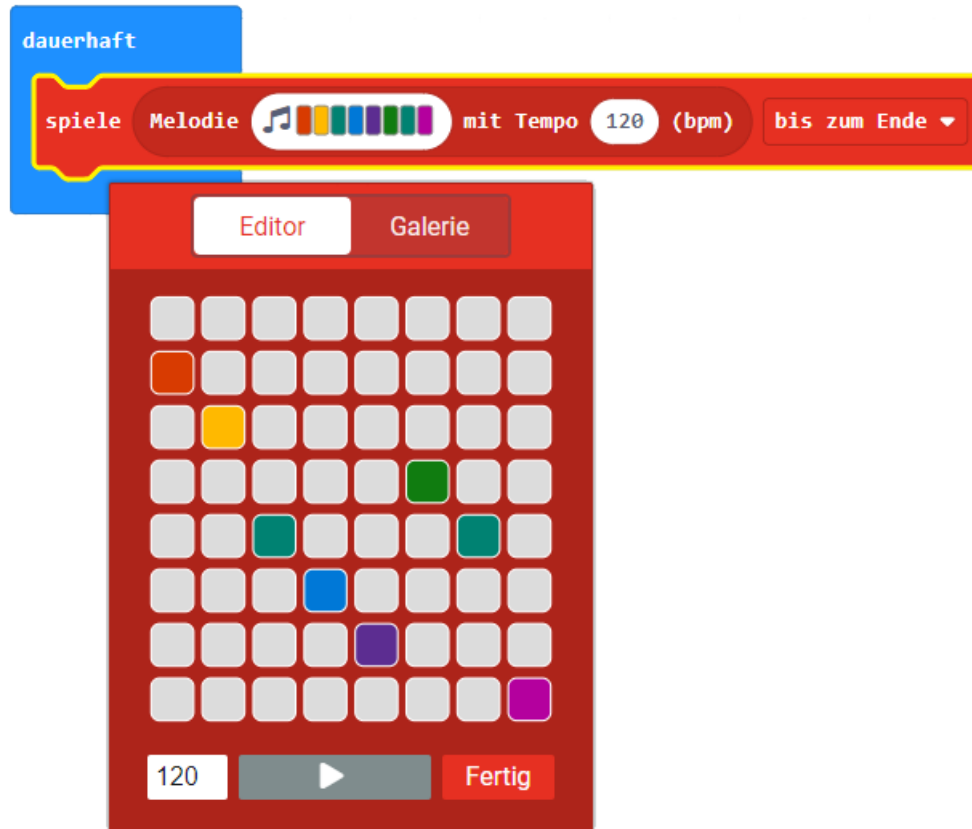 dauerhaft
spiele Melodie mit Tempo 120 (bpm) bis zum Ende
Editor Galerie
120 Fertig